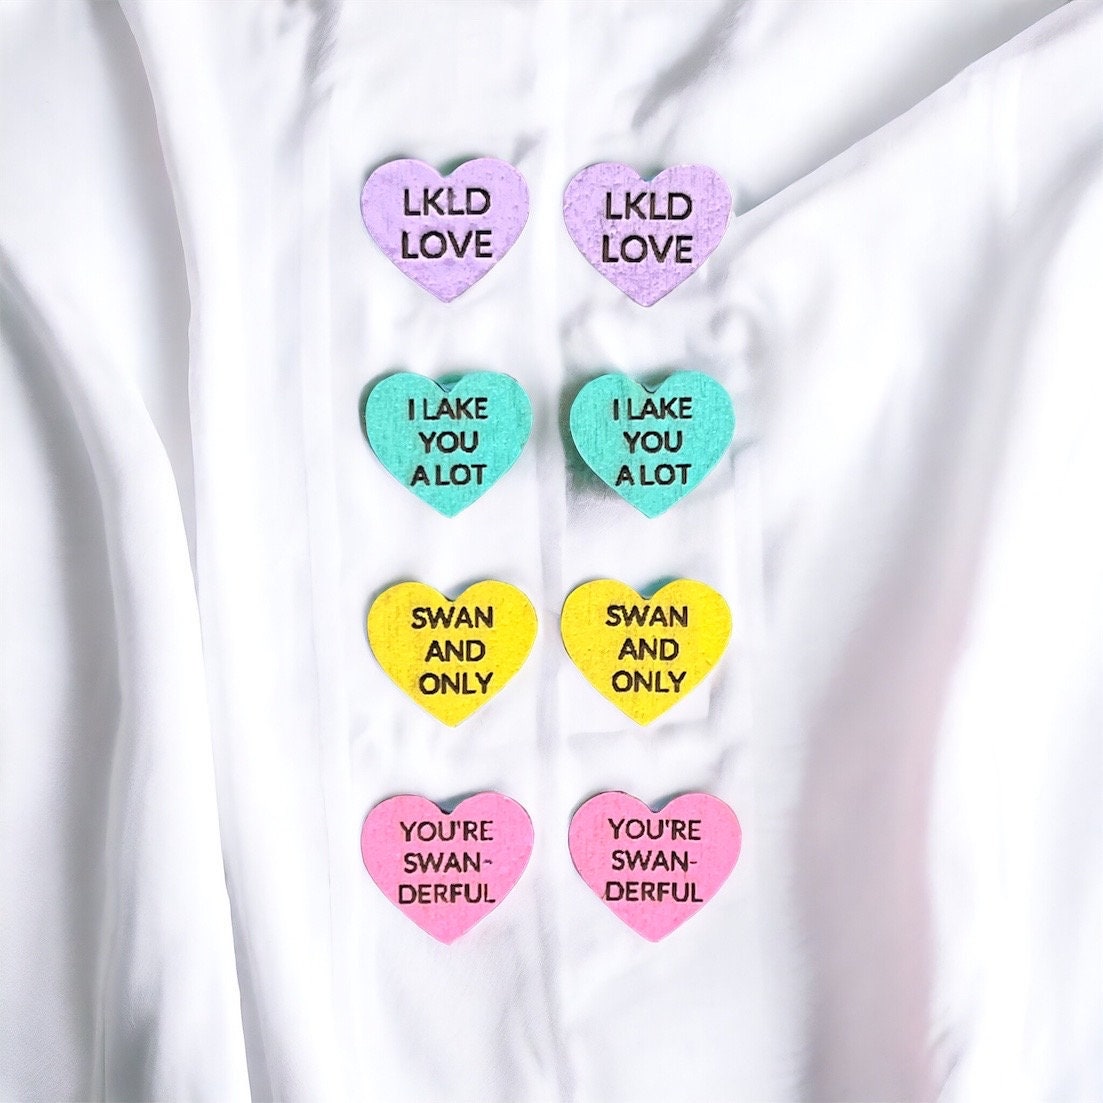 LKLD
LOVE
LKLD
LOVE
I LAKE
YOU
A LOT
I LAKE
YOU
A LOT
SWAN
AND
ONLY
SWAN
AND
ONLY
YOU'RE
SWAN-
DERFUL
YOU'RE
SWAN-
DERFUL